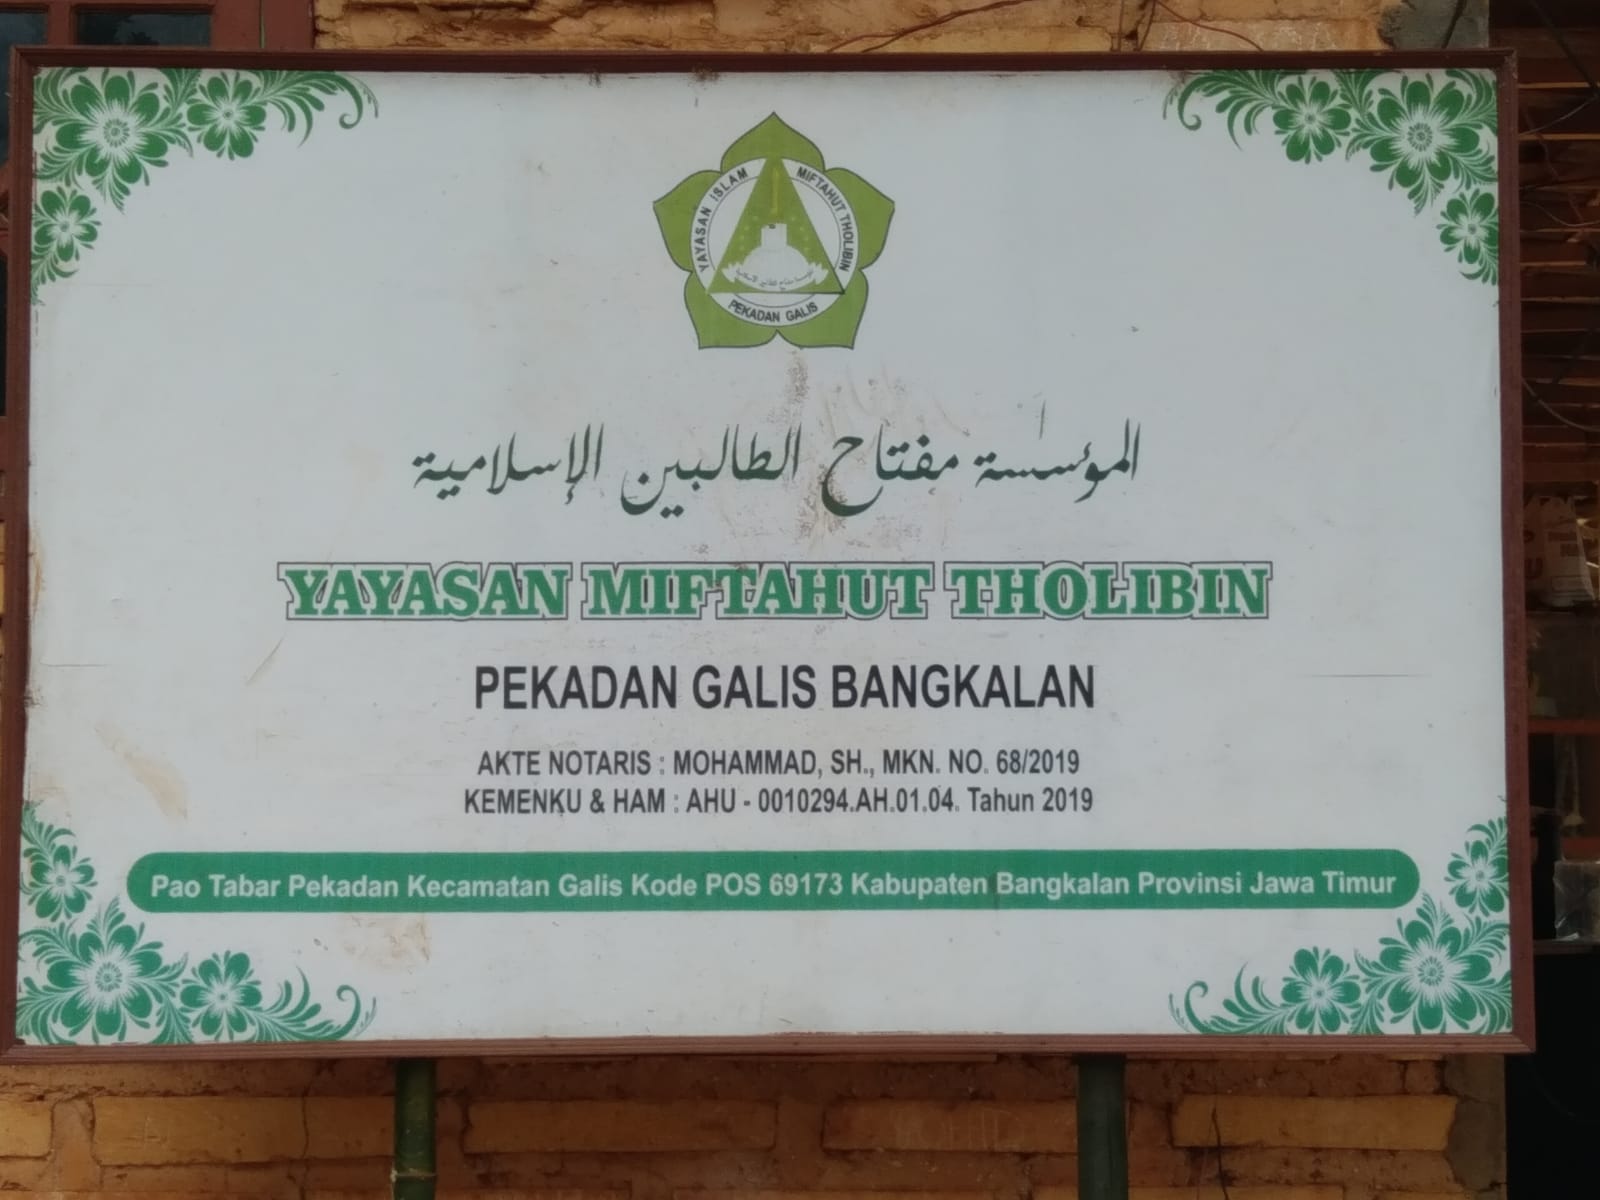 YAYASAN ISLAM MIFTAHUT THOLIBIN
PEKADAN GALIS
المؤسسة مفتاح الطالبين الإسلامية
YAYASAN MIFTAHUT THOLIBIN
PEKADAN GALIS BANGKALAN
AKTE NOTARIS : MOHAMMAD, SH., MKN. NO. 68/2019
KEMENKU & HAM : AHU - 0010294.AH.01.04. Tahun 2019
Pao Tabar Pekadan Kecamatan Galis Kode POS 69173 Kabupaten Bangkalan Provinsi Jawa Timur